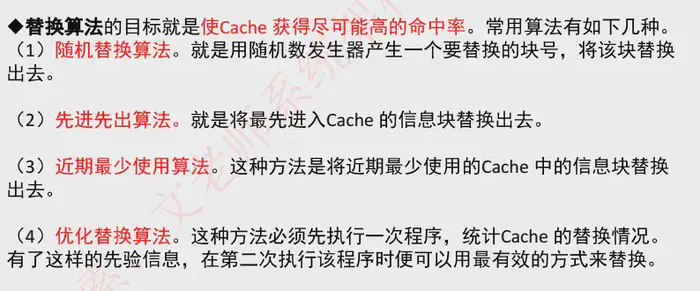 ◆替换算法的目标就是使Cache 获得尽可能高的命中率。常用算法有如下几种。
（1）随机替换算法。就是用随机数发生器产生一个要替换的块号，将该块替换
出去。
（2）先进先出算法。就是将最先进入Cache 的信息块替换出去。
（3）近期最少使用算法。这种方法是将近期最少使用的Cache 中的信息块替换
出去。
（4）优化替换算法。这种方法必须先执行一次程序，统计Cache 的替换情况。
有了这样的先验信息，在第二次执行该程序时便可以用最有效的方式来替换。
文老师系统